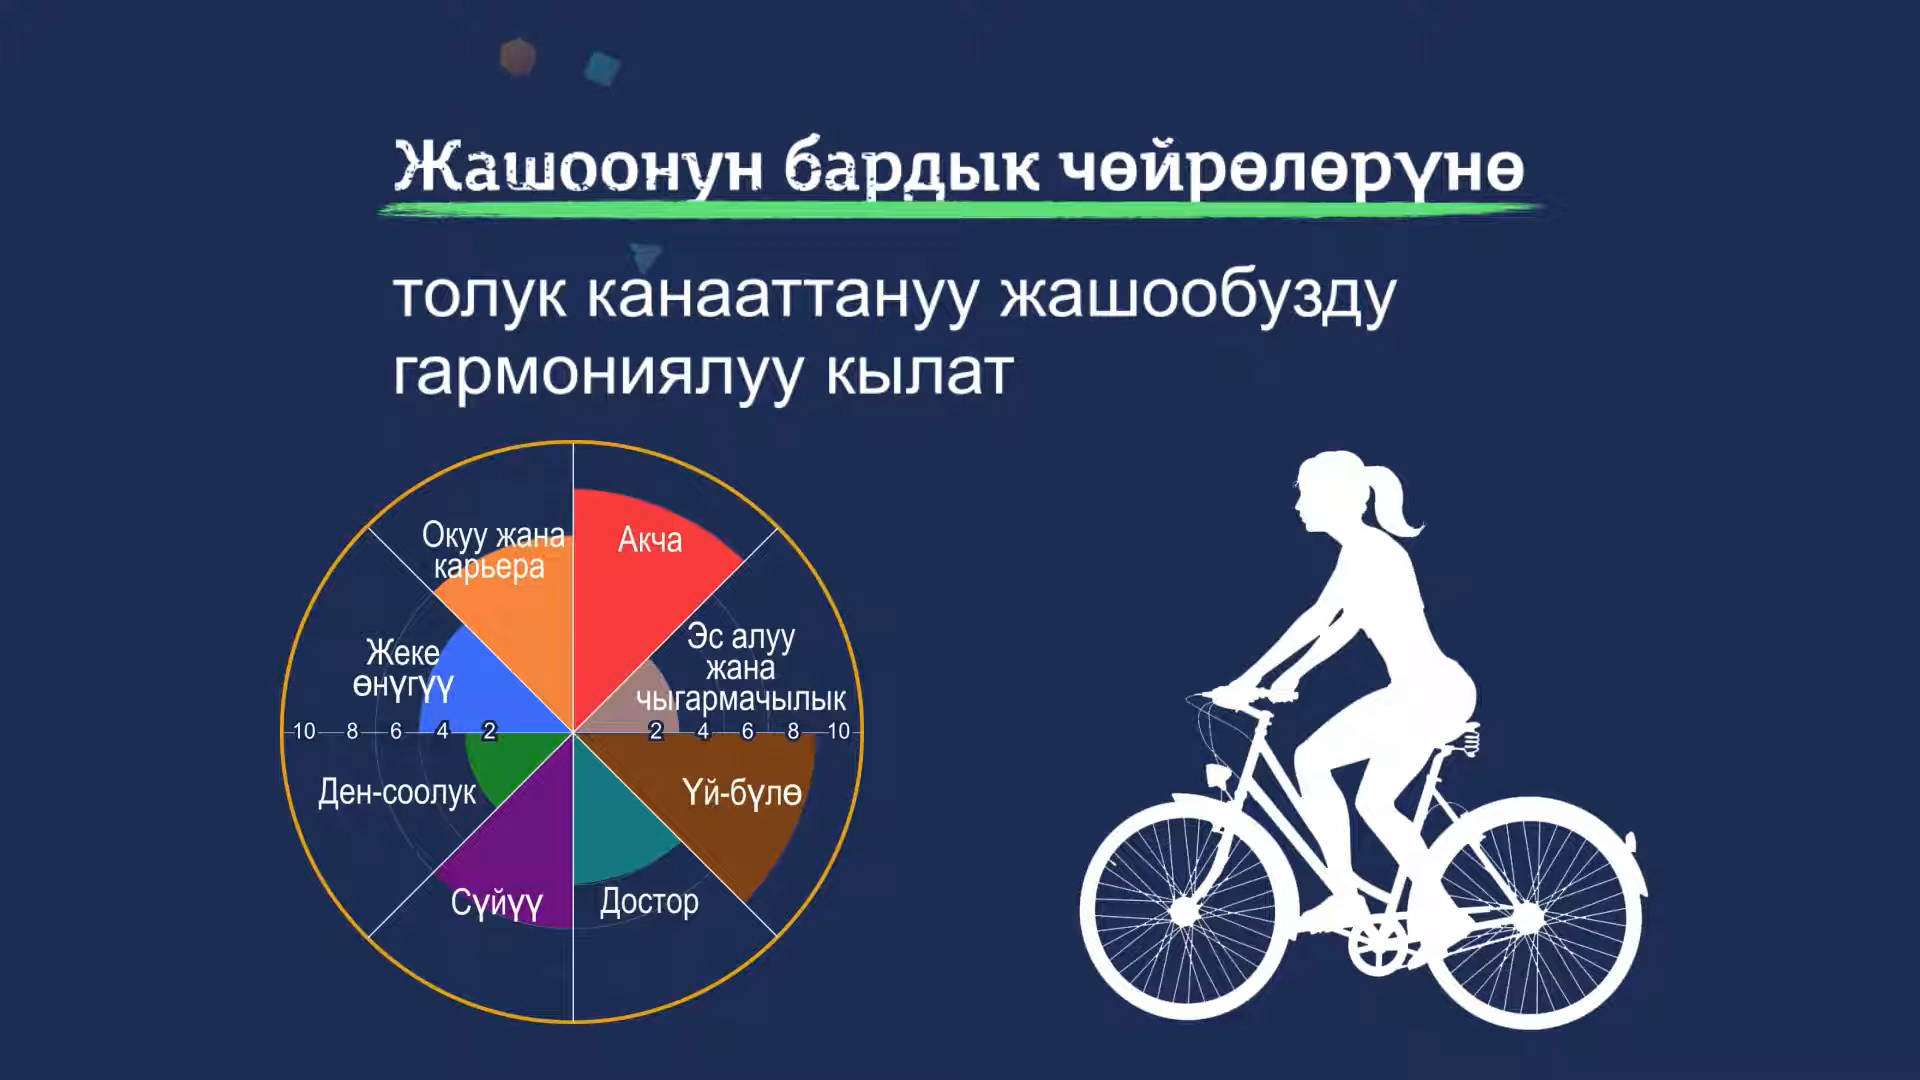 Жашоонун бардык чөйрөлөрүнө
толук канааттануу жашообузду
гармониялуу кылат
Окуу жана
карьера
Акча
Жеке
өнүгүү
Эс алуу
жана
чыгармачылык
10 8 6 4 2 2 4 6 8 10
Ден-соолук
Үй-бүлө
Сүйүү
Достор